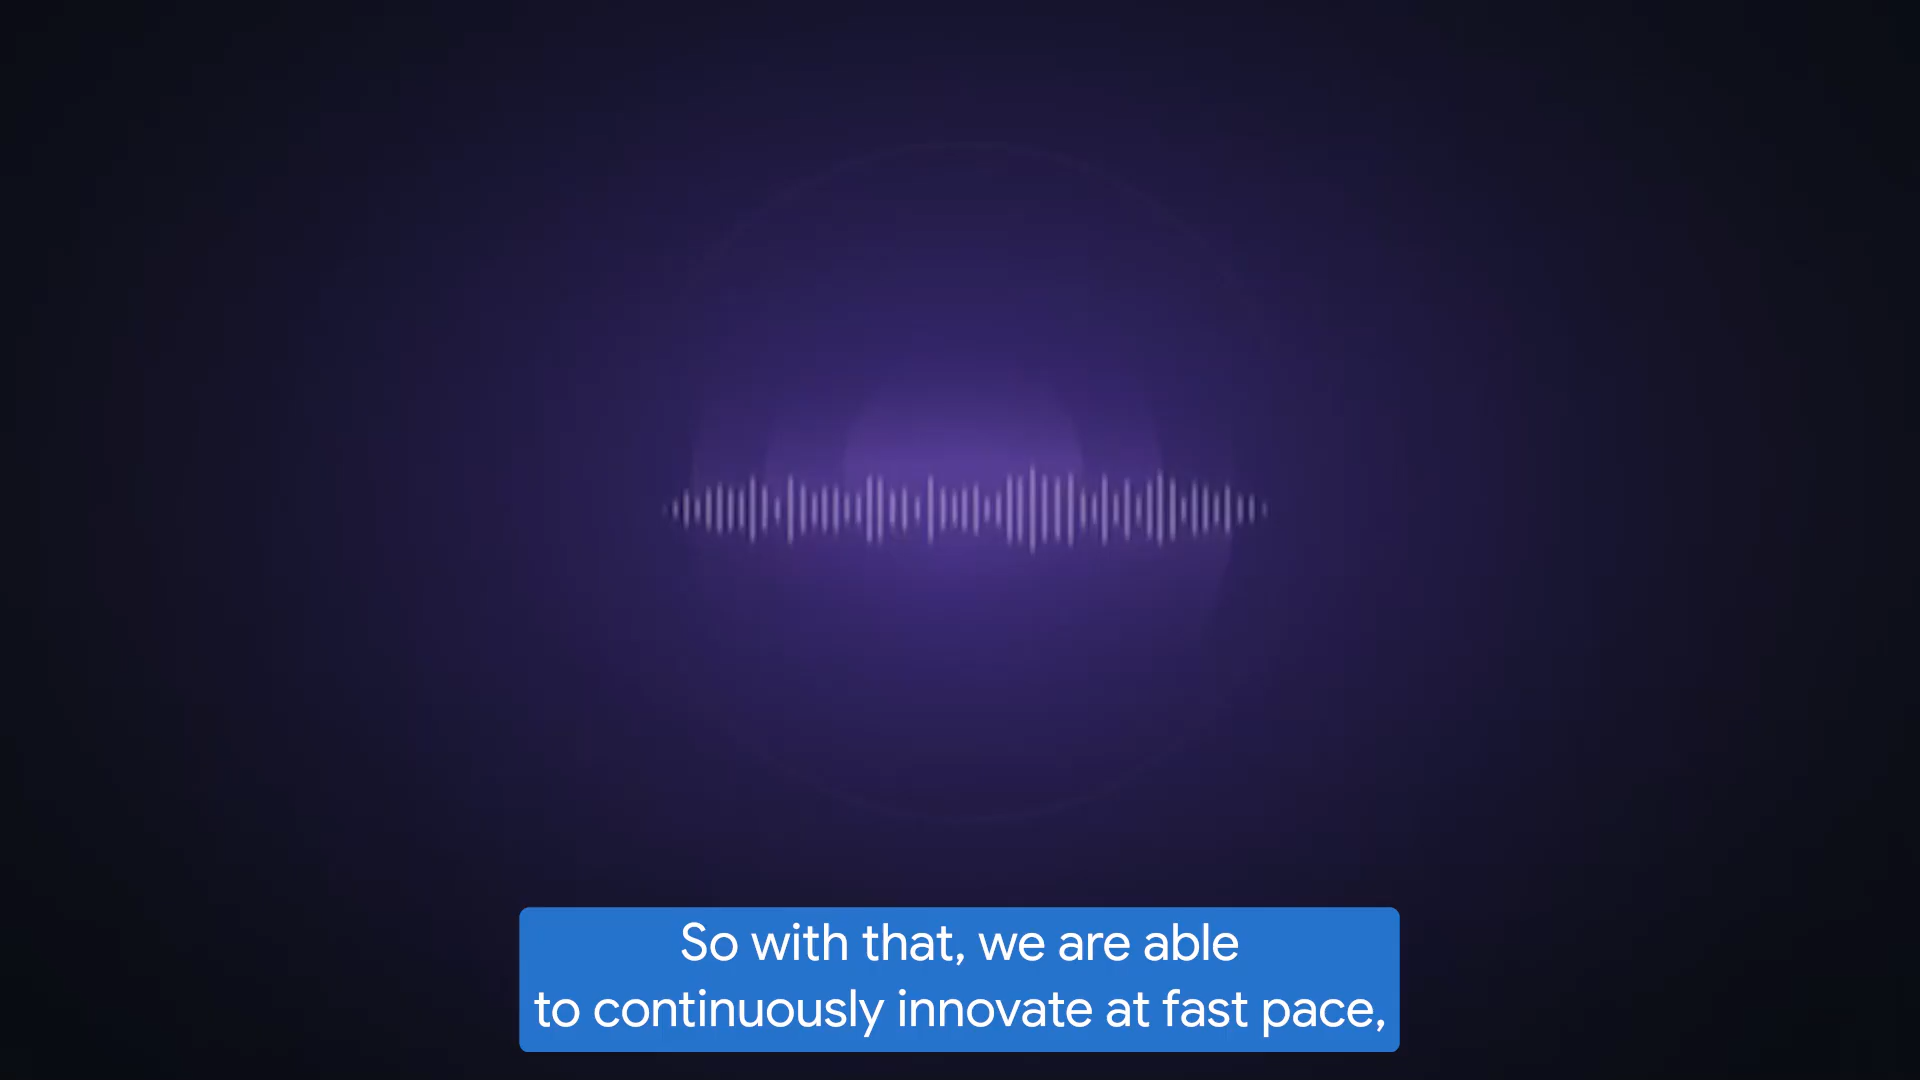 So with that, we are able
to continuously innovate at fast pace,